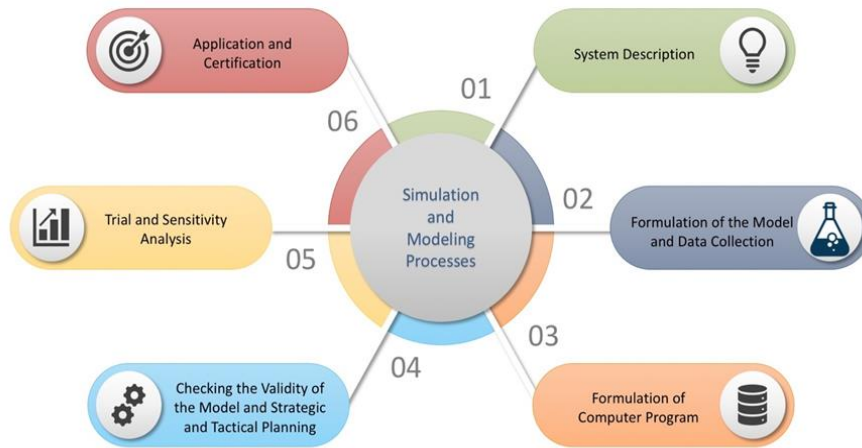 Application and
Certification
System Description
01
06
Simulation
and
Modeling
Processes
02
Formulation of the Model
and Data Collection
Trial and Sensitivity
Analysis
05
03
04
Checking the Validity of
the Model and Strategic
and Tactical Planning
Formulation of
Computer Program